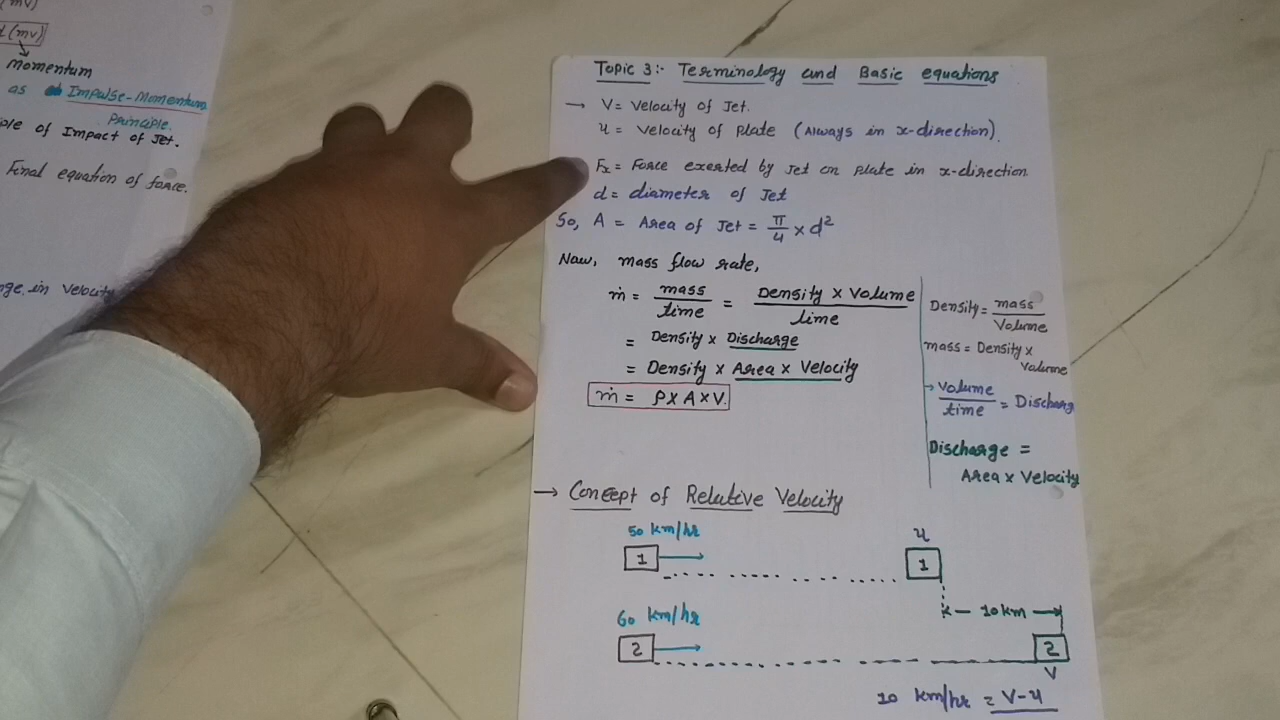 (mv)
d(mv)
Momentum
as Impulse-Momentum
Principle.
ple of Impact of Jet.
Final equation of force.
nge in Velocity
Topic 3:- Terminology and Basic equations
→ V = Velocity of Jet.
u = Velocity of Plate (Always in x-direction).
Fx = Force exerted by Jet on plate in x-direction
d = diameter of Jet
So, A = Area of Jet = π/4 × d²
Now, mass flow rate,
ṁ = mass/time = Density × Volume/time
= Density × Discharge
= Density × Area × Velocity
ṁ = ρ × A × V.
Density = mass/Volume
mass = Density ×
Volume
→ Volume/time = Discharg
Discharge =
Area × Velocity
→ Concept of Relative Velocity
50 km/hr
1
u
1
10 km
60 km/hr
2
2
V
10 km/hr = V-u